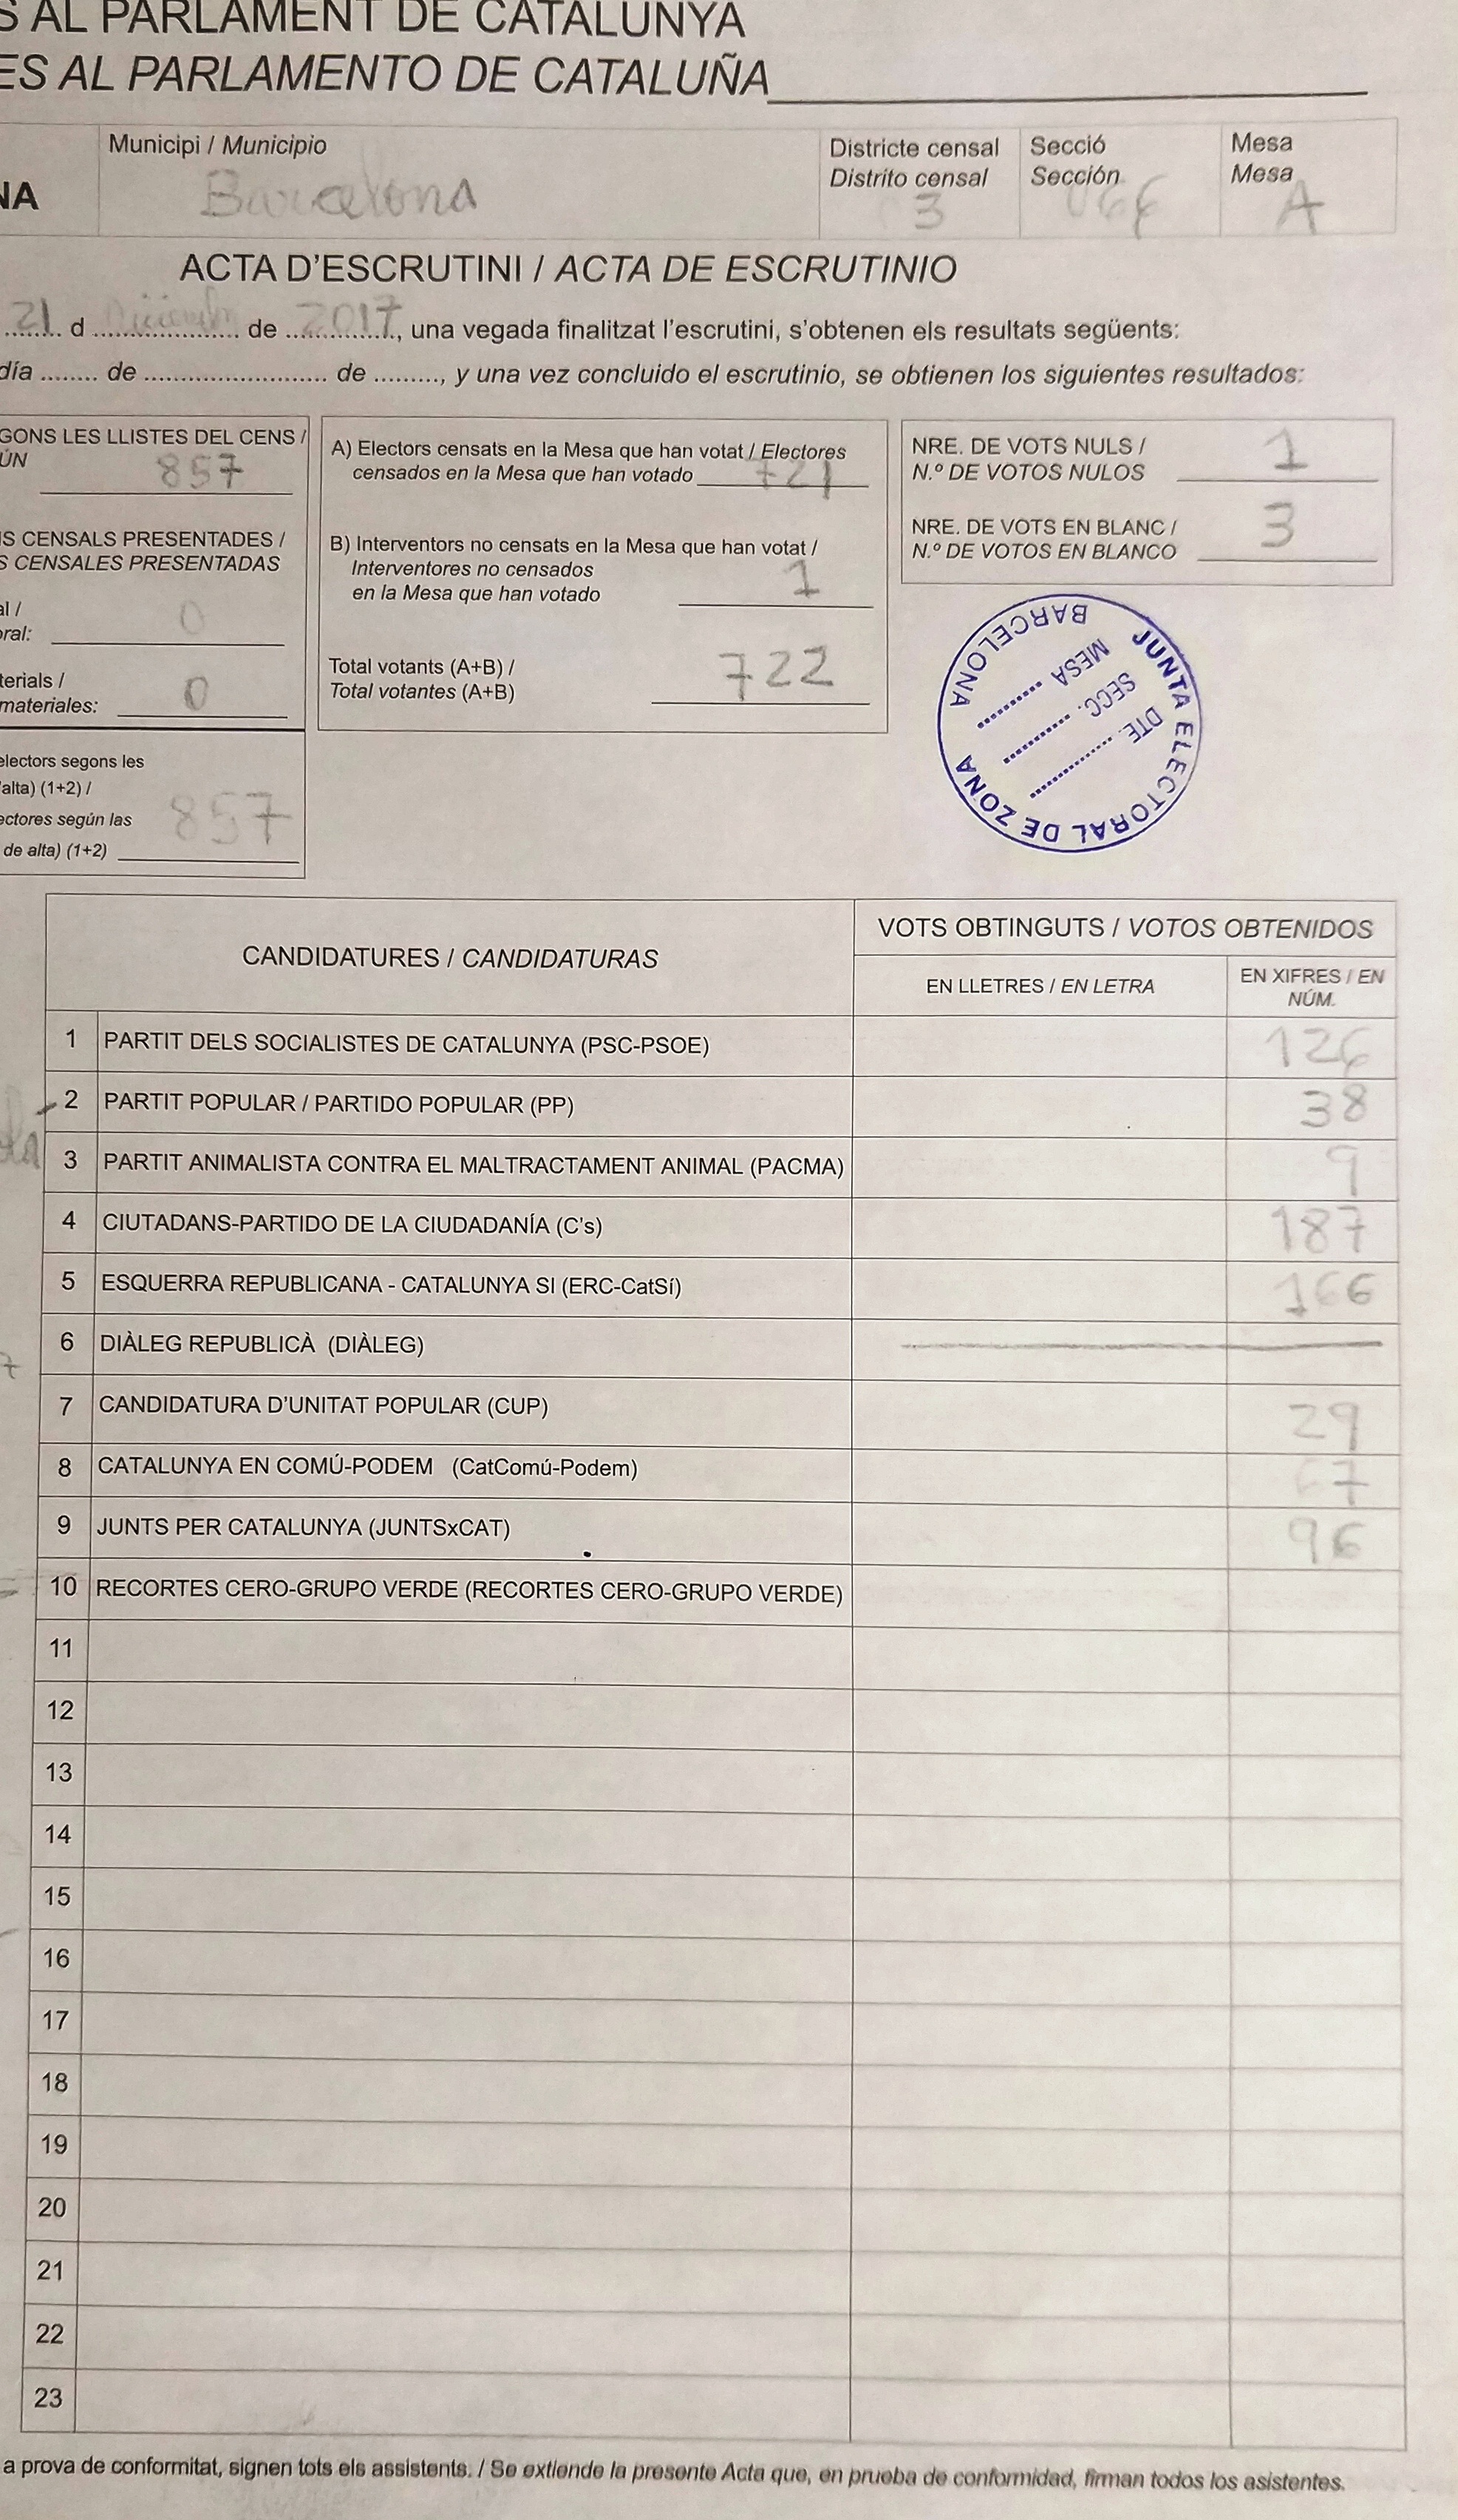 S AL PARLAMENT DE CATALUNYA
ES AL PARLAMENTO DE CATALUÑA
NA
Municipi / Municipio
Barcelona
Districte censal
Distrito censal
3
Secció
Sección
066
Mesa
Mesa
A
ACTA D'ESCRUTINI / ACTA DE ESCRUTINIO
21 d ........ de 2017, una vegada finalitzat l'escrutini, s'obtenen els resultats següents:
día ........ de ........................... de ........., y una vez concluido el escrutinio, se obtienen los siguientes resultados:
GONS LES LLISTES DEL CENS /
ÚN
857
S CENSALS PRESENTADES /
S CENSALES PRESENTADAS
al /
oral: 0
terials /
materiales: 0
electors segons les
'alta) (1+2) /
ectores según las
de alta) (1+2)
857
A) Electors censats en la Mesa que han votat / Electores
censados en la Mesa que han votado 721
B) Interventors no censats en la Mesa que han votat /
Interventores no censados
en la Mesa que han votado 1
Total votants (A+B) /
Total votantes (A+B) 722
NRE. DE VOTS NULS /
N.º DE VOTOS NULOS 1
NRE. DE VOTS EN BLANC /
N.º DE VOTOS EN BLANCO 3
JUNTA ELECTORAL DE ZONA
BARCELONA
DTE. ..............
SECC. ............
MESA ............
CANDIDATURES / CANDIDATURAS
VOTS OBTINGUTS / VOTOS OBTENIDOS
EN LLETRES / EN LETRA
EN XIFRES / EN
NÚM.
1 PARTIT DELS SOCIALISTES DE CATALUNYA (PSC-PSOE) 126
2 PARTIT POPULAR / PARTIDO POPULAR (PP) 38
3 PARTIT ANIMALISTA CONTRA EL MALTRACTAMENT ANIMAL (PACMA) 9
4 CIUTADANS-PARTIDO DE LA CIUDADANÍA (C's) 187
5 ESQUERRA REPUBLICANA - CATALUNYA SI (ERC-CatSí) 166
6 DIÀLEG REPUBLICÀ (DIÀLEG)
7 CANDIDATURA D'UNITAT POPULAR (CUP) 29
8 CATALUNYA EN COMÚ-PODEM (CatComú-Podem) 67
9 JUNTS PER CATALUNYA (JUNTSxCAT) 96
10 RECORTES CERO-GRUPO VERDE (RECORTES CERO-GRUPO VERDE)
11
12
13
14
15
16
17
18
19
20
21
22
23
a prova de conformitat, signen tots els assistents. / Se extiende la presente Acta que, en prueba de conformidad, firman todos los asistentes.